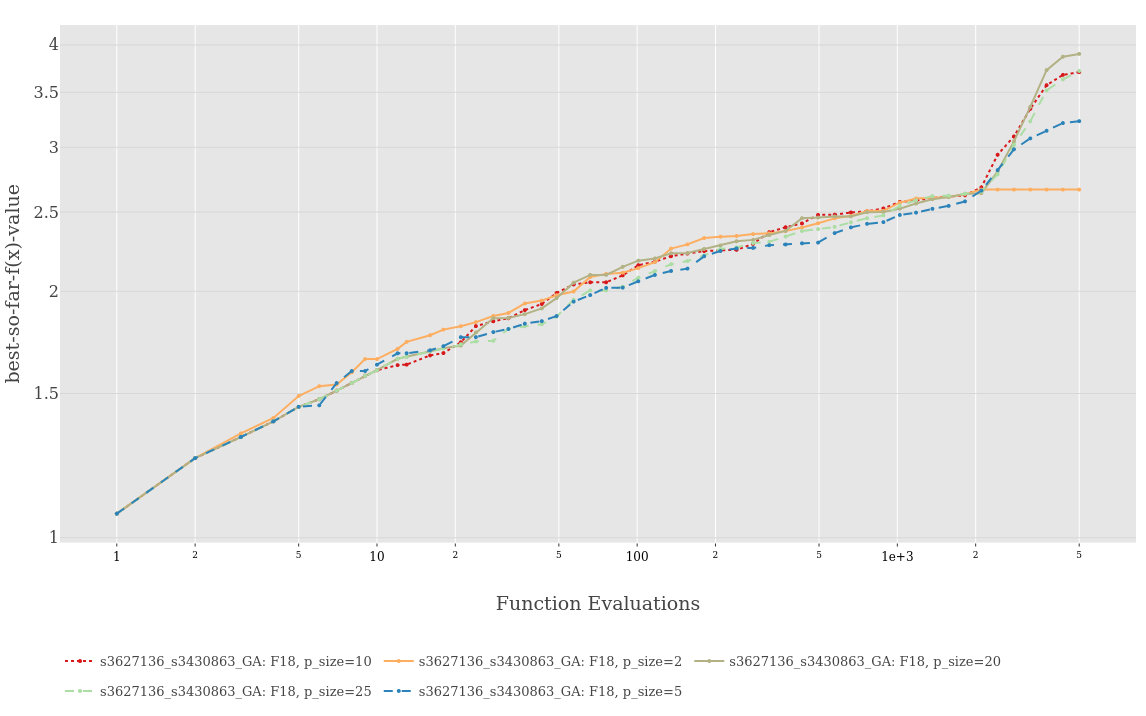 best-so-far-f(x)-value
4
3.5
3
2.5
2
1.5
1
1 2 5 10 2 5 100 2 5 1e+3 2 5
Function Evaluations
s3627136_s3430863_GA: F18, p_size=10 s3627136_s3430863_GA: F18, p_size=2 s3627136_s3430863_GA: F18, p_size=20
s3627136_s3430863_GA: F18, p_size=25 s3627136_s3430863_GA: F18, p_size=5